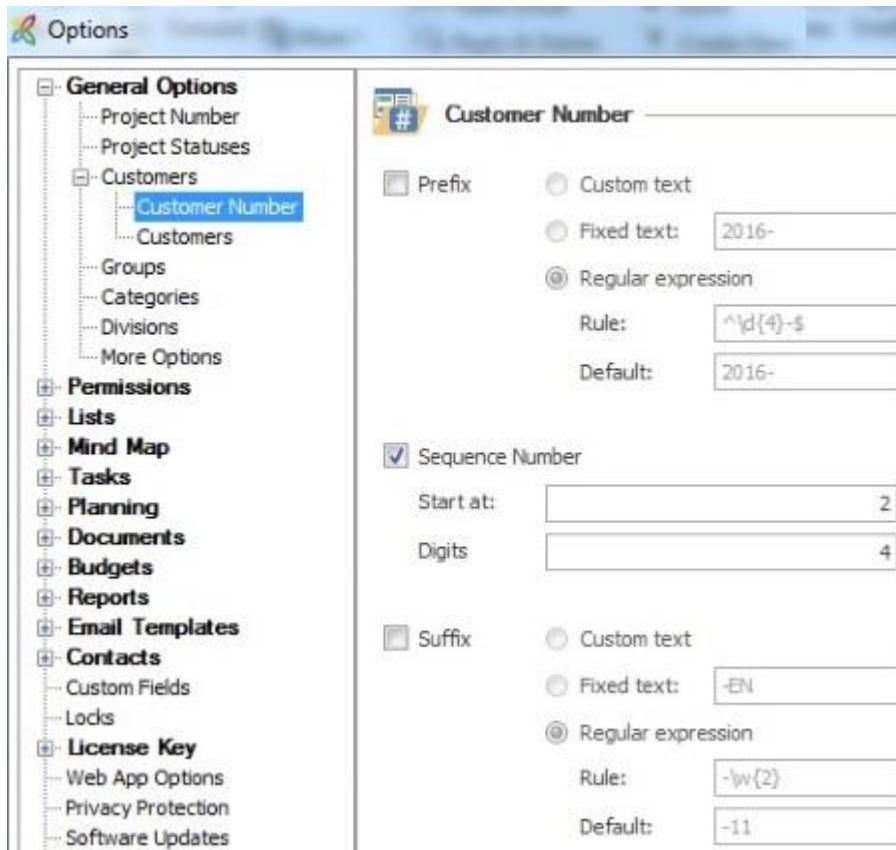 Options
General Options
Project Number
Project Statuses
Customers
Customer Number
Customers
Groups
Categories
Divisions
More Options
Permissions
Lists
Mind Map
Tasks
Planning
Documents
Budgets
Reports
Email Templates
Contacts
Custom Fields
Locks
License Key
Web App Options
Privacy Protection
Software Updates
# Customer Number
Prefix Custom text
Fixed text: 2016-
Regular expression
Rule: ^\d{4}-$
Default: 2016-
Sequence Number
Start at: 2
Digits 4
Suffix Custom text
Fixed text: -EN
Regular expression
Rule: -\w{2}
Default: -11